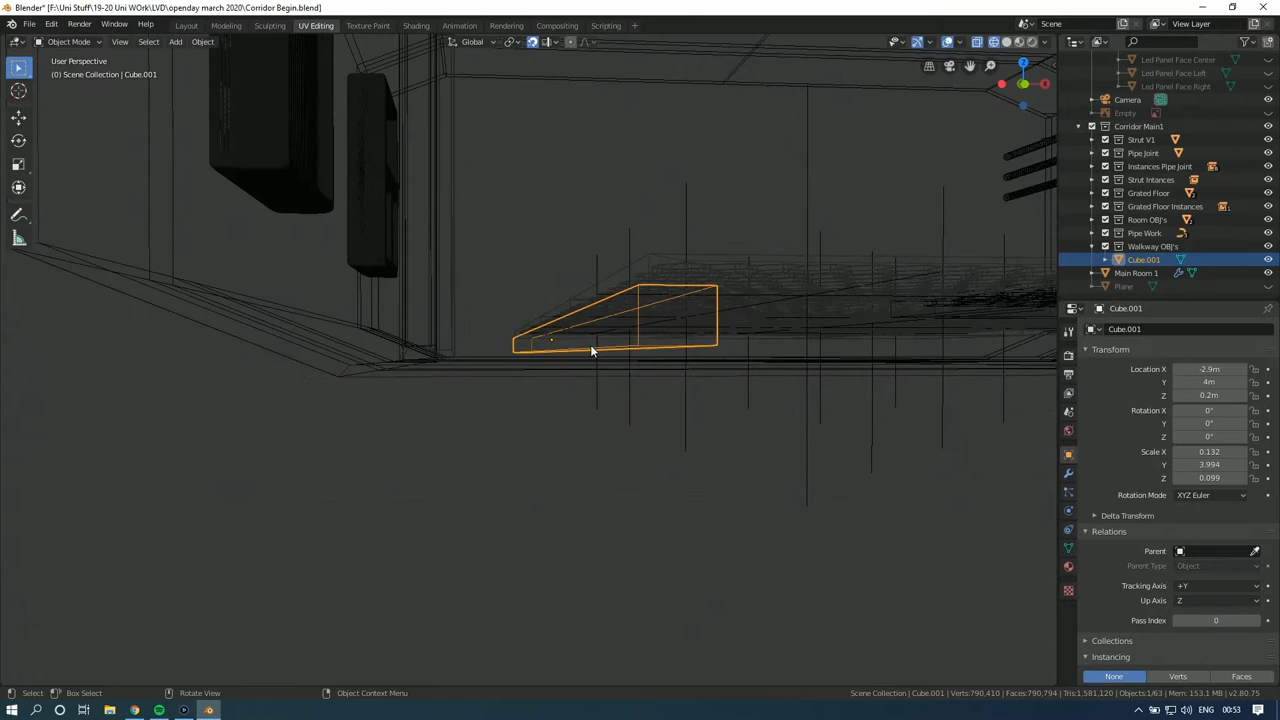 Blender* [F:\Uni Stuff\19-20 Uni WOrk\LVD\openday march 2020\Corridor Begin.blend]
File Edit Render Window Help Layout Modeling Sculpting UV Editing Texture Paint Shading Animation Rendering Compositing Scripting Scene View Layer
Object Mode View Select Add Object Global
User Perspective
(0) Scene Collection | Cube.001
Led Panel Face Center
Led Panel Face Left
Led Panel Face Right
Camera
Empty
Corridor Main1
Strut V1
Pipe Joint
Instances Pipe Joint
Strut Intances
Grated Floor
Grated Floor Instances
Room OBJ's
Pipe Work
Walkway OBJ's
Cube.001
Main Room 1
Plane
Cube.001
Cube.001
Transform
Location X -2.9m
Y 4m
Z 0.2m
Rotation X 0°
Y 0°
Z 0°
Scale X 0.132
Y 3.994
Z 0.099
Rotation Mode XYZ Euler
Delta Transform
Relations
Parent
Parent Type Object
Tracking Axis +Y
Up Axis Z
Pass Index 0
Collections
Instancing
None Verts Faces
Select Box Select Rotate View Object Context Menu Scene Collection | Cube.001 | Verts:790,410 | Faces:790,794 | Tris:1,581,120 | Objects:1/63 | Mem: 153.1 MB | v2.80.75
ENG 00:53